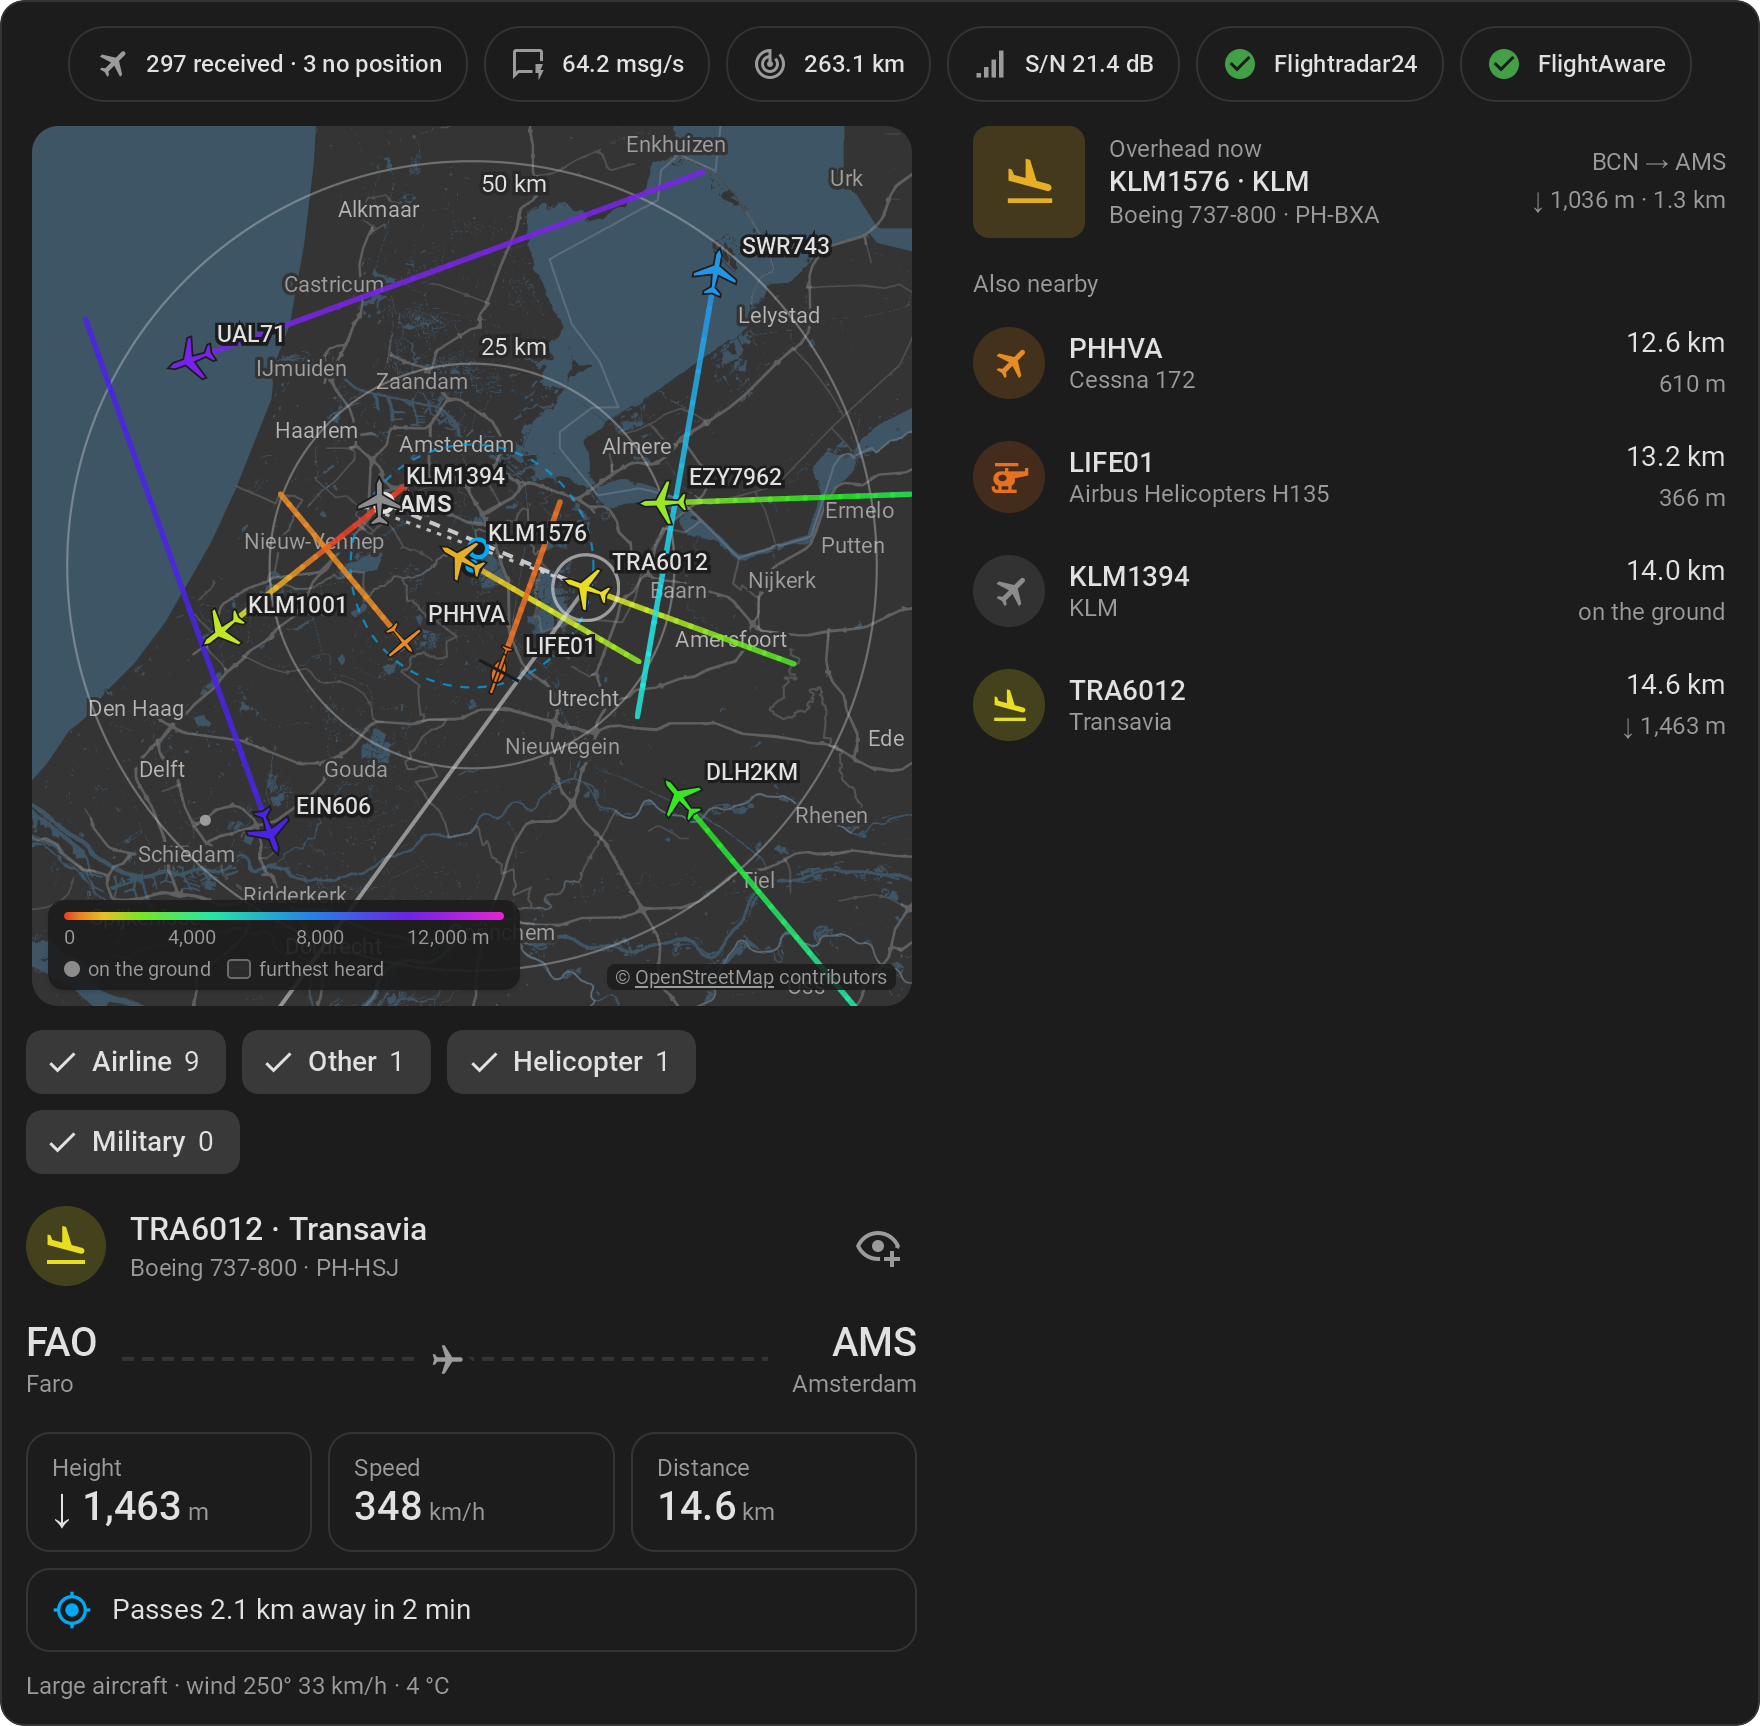 297 received · 3 no position
64.2 msg/s
263.1 km
S/N 21.4 dB
Flightradar24
FlightAware
Enkhuizen
50 km
Urk
Alkmaar
SWR743
Castricum
Lelystad
UAL71
25 km
IJmuiden
Zaandam
Haarlem
Amsterdam
Almere
KLM1394
EZY7962
AMS
Ermelo
KLM1576
Nieuw-Vennep
Putten
TRA6012
Baarn
Nijkerk
KLM1001
PHHVA
LIFE01
Amersfoort
Utrecht
Den Haag
Nieuwegein
Ede
Delft
Gouda
DLH2KM
EIN606
Rhenen
Schiedam
Tiel
Ridderkerk
0
4,000
8,000
12,000 m
on the ground
furthest heard
© OpenStreetMap contributors
Overhead now
KLM1576 · KLM
Boeing 737-800 · PH-BXA
BCN → AMS
↓ 1,036 m · 1.3 km
Also nearby
PHHVA
Cessna 172
12.6 km
610 m
LIFE01
Airbus Helicopters H135
13.2 km
366 m
KLM1394
KLM
14.0 km
on the ground
TRA6012
Transavia
14.6 km
↓ 1,463 m
Airline 9
Other 1
Helicopter 1
Military 0
TRA6012 · Transavia
Boeing 737-800 · PH-HSJ
FAO
AMS
Faro
Amsterdam
Height
↓ 1,463 m
Speed
348 km/h
Distance
14.6 km
Passes 2.1 km away in 2 min
Large aircraft · wind 250° 33 km/h · 4 °C